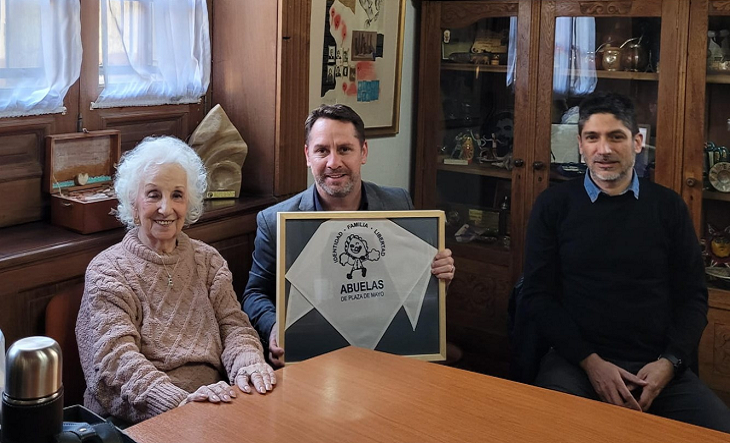 IDENTIDAD · FAMILIA · LIBERTAD
ABUELAS
DE PLAZA DE MAYO